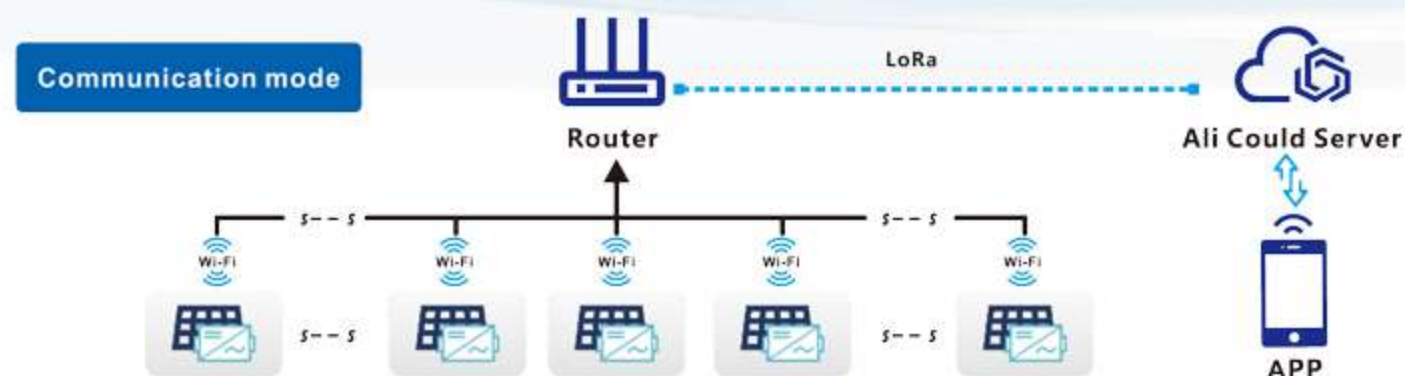 Communication mode
LoRa
Router
Ali Could Server
Wi-Fi
Wi-Fi
Wi-Fi
Wi-Fi
Wi-Fi
APP